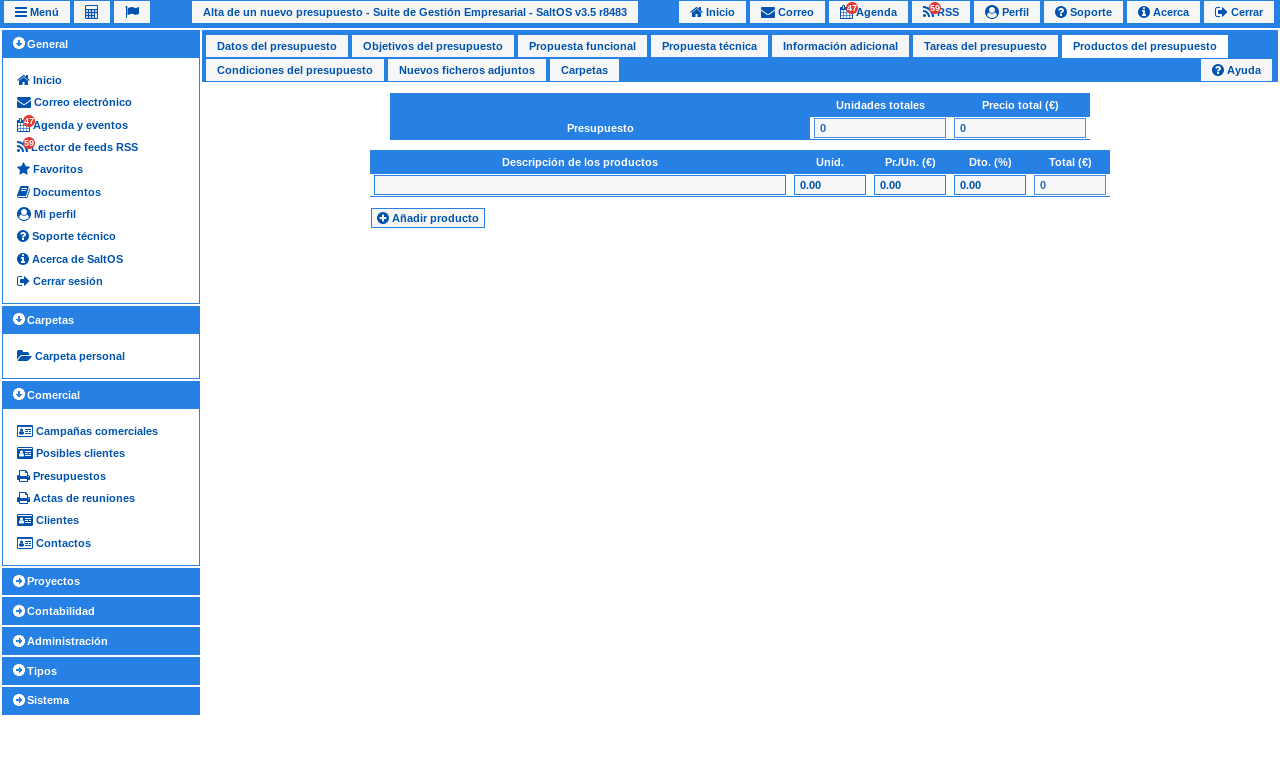 Menú
Alta de un nuevo presupuesto - Suite de Gestión Empresarial - SaltOS v3.5 r8483
Inicio
Correo
47
Agenda
59
RSS
Perfil
Soporte
Acerca
Cerrar
General
Inicio
Correo electrónico
47
Agenda y eventos
59
Lector de feeds RSS
Favoritos
Documentos
Mi perfil
Soporte técnico
Acerca de SaltOS
Cerrar sesión
Carpetas
Carpeta personal
Comercial
Campañas comerciales
Posibles clientes
Presupuestos
Actas de reuniones
Clientes
Contactos
Proyectos
Contabilidad
Administración
Tipos
Sistema
Datos del presupuesto
Objetivos del presupuesto
Propuesta funcional
Propuesta técnica
Información adicional
Tareas del presupuesto
Productos del presupuesto
Condiciones del presupuesto
Nuevos ficheros adjuntos
Carpetas
Ayuda
Unidades totales
Precio total (€)
Presupuesto
0
0
Descripción de los productos
Unid.
Pr./Un. (€)
Dto. (%)
Total (€)
0.00
0.00
0.00
0
Añadir producto